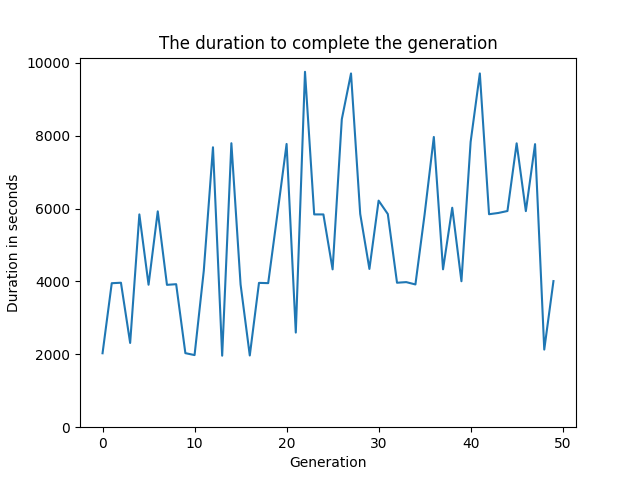 The duration to complete the generation
10000
8000
6000
4000
2000
0
Duration in seconds
0 10 20 30 40 50
Generation